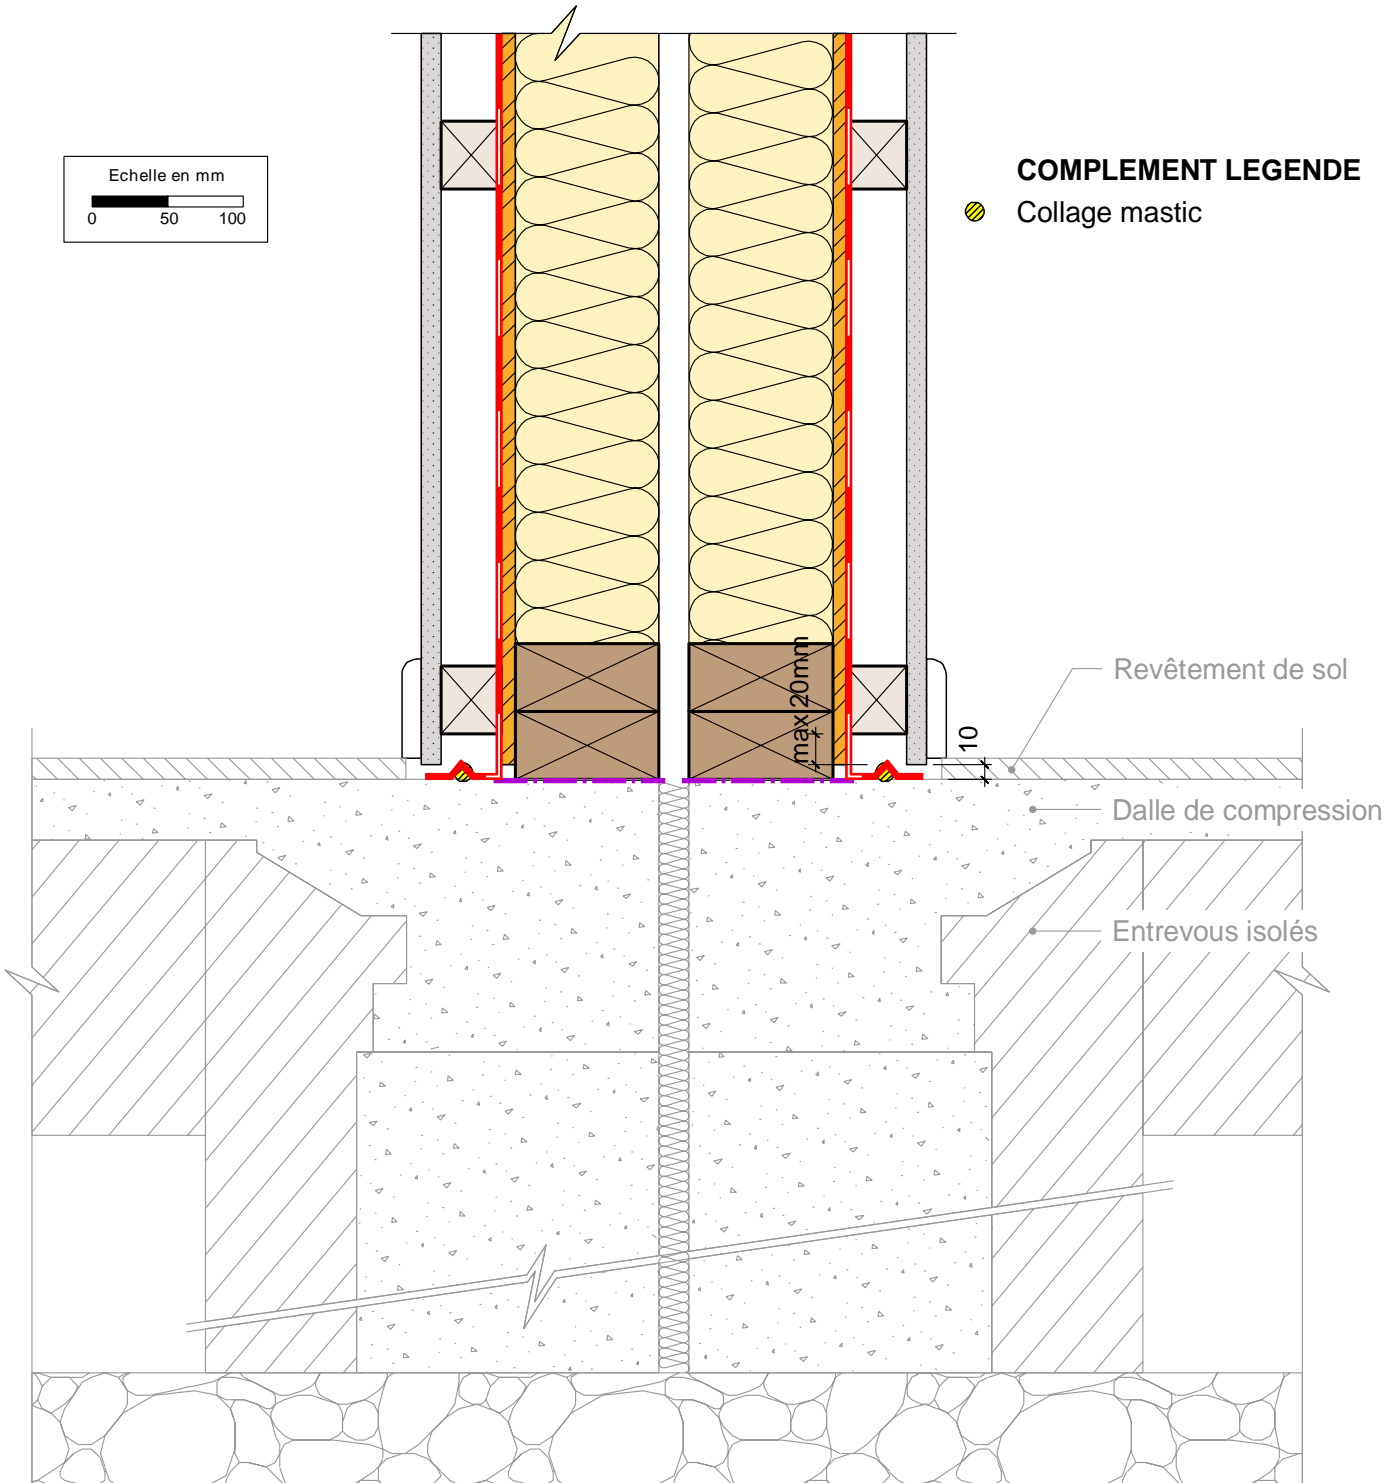 Echelle en mm
0 50 100
COMPLEMENT LEGENDE
Collage mastic
max 20mm
10
Revêtement de sol
Dalle de compression
Entrevous isolés